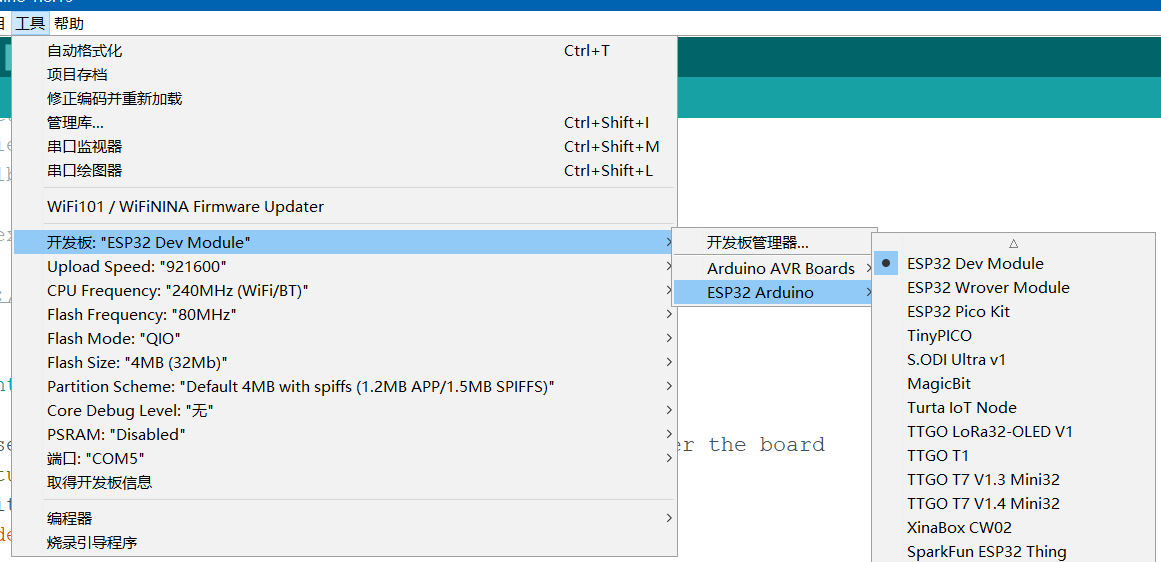 工具 帮助
自动格式化 Ctrl+T
项目存档
修正编码并重新加载
管理库... Ctrl+Shift+I
串口监视器 Ctrl+Shift+M
串口绘图器 Ctrl+Shift+L
WiFi101 / WiFiNINA Firmware Updater
开发板: "ESP32 Dev Module"
Upload Speed: "921600"
CPU Frequency: "240MHz (WiFi/BT)"
Flash Frequency: "80MHz"
Flash Mode: "QIO"
Flash Size: "4MB (32Mb)"
Partition Scheme: "Default 4MB with spiffs (1.2MB APP/1.5MB SPIFFS)"
Core Debug Level: "无"
PSRAM: "Disabled"
端口: "COM5"
取得开发板信息
编程器
烧录引导程序
开发板管理器...
Arduino AVR Boards
ESP32 Arduino
ESP32 Dev Module
ESP32 Wrover Module
ESP32 Pico Kit
TinyPICO
S.ODI Ultra v1
MagicBit
Turta IoT Node
TTGO LoRa32-OLED V1
TTGO T1
TTGO T7 V1.3 Mini32
TTGO T7 V1.4 Mini32
XinaBox CW02
SparkFun ESP32 Thing
er the board